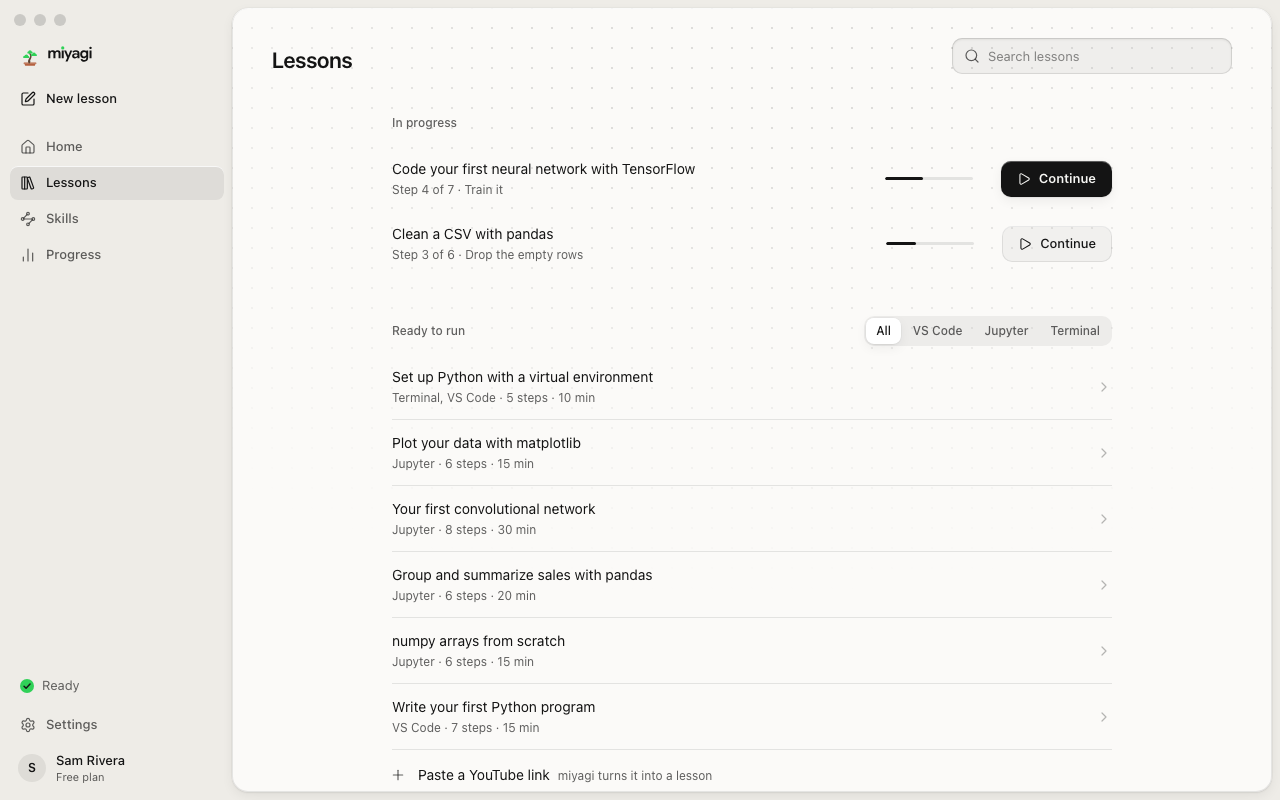 miyagi
New lesson
Home
Lessons
Skills
Progress
Ready
Settings
S
Sam Rivera
Free plan
Lessons
Search lessons
In progress
Code your first neural network with TensorFlow
Step 4 of 7 · Train it
Continue
Clean a CSV with pandas
Step 3 of 6 · Drop the empty rows
Continue
Ready to run
All VS Code Jupyter Terminal
Set up Python with a virtual environment
Terminal, VS Code · 5 steps · 10 min
Plot your data with matplotlib
Jupyter · 6 steps · 15 min
Your first convolutional network
Jupyter · 8 steps · 30 min
Group and summarize sales with pandas
Jupyter · 6 steps · 20 min
numpy arrays from scratch
Jupyter · 6 steps · 15 min
Write your first Python program
VS Code · 7 steps · 15 min
Paste a YouTube link miyagi turns it into a lesson